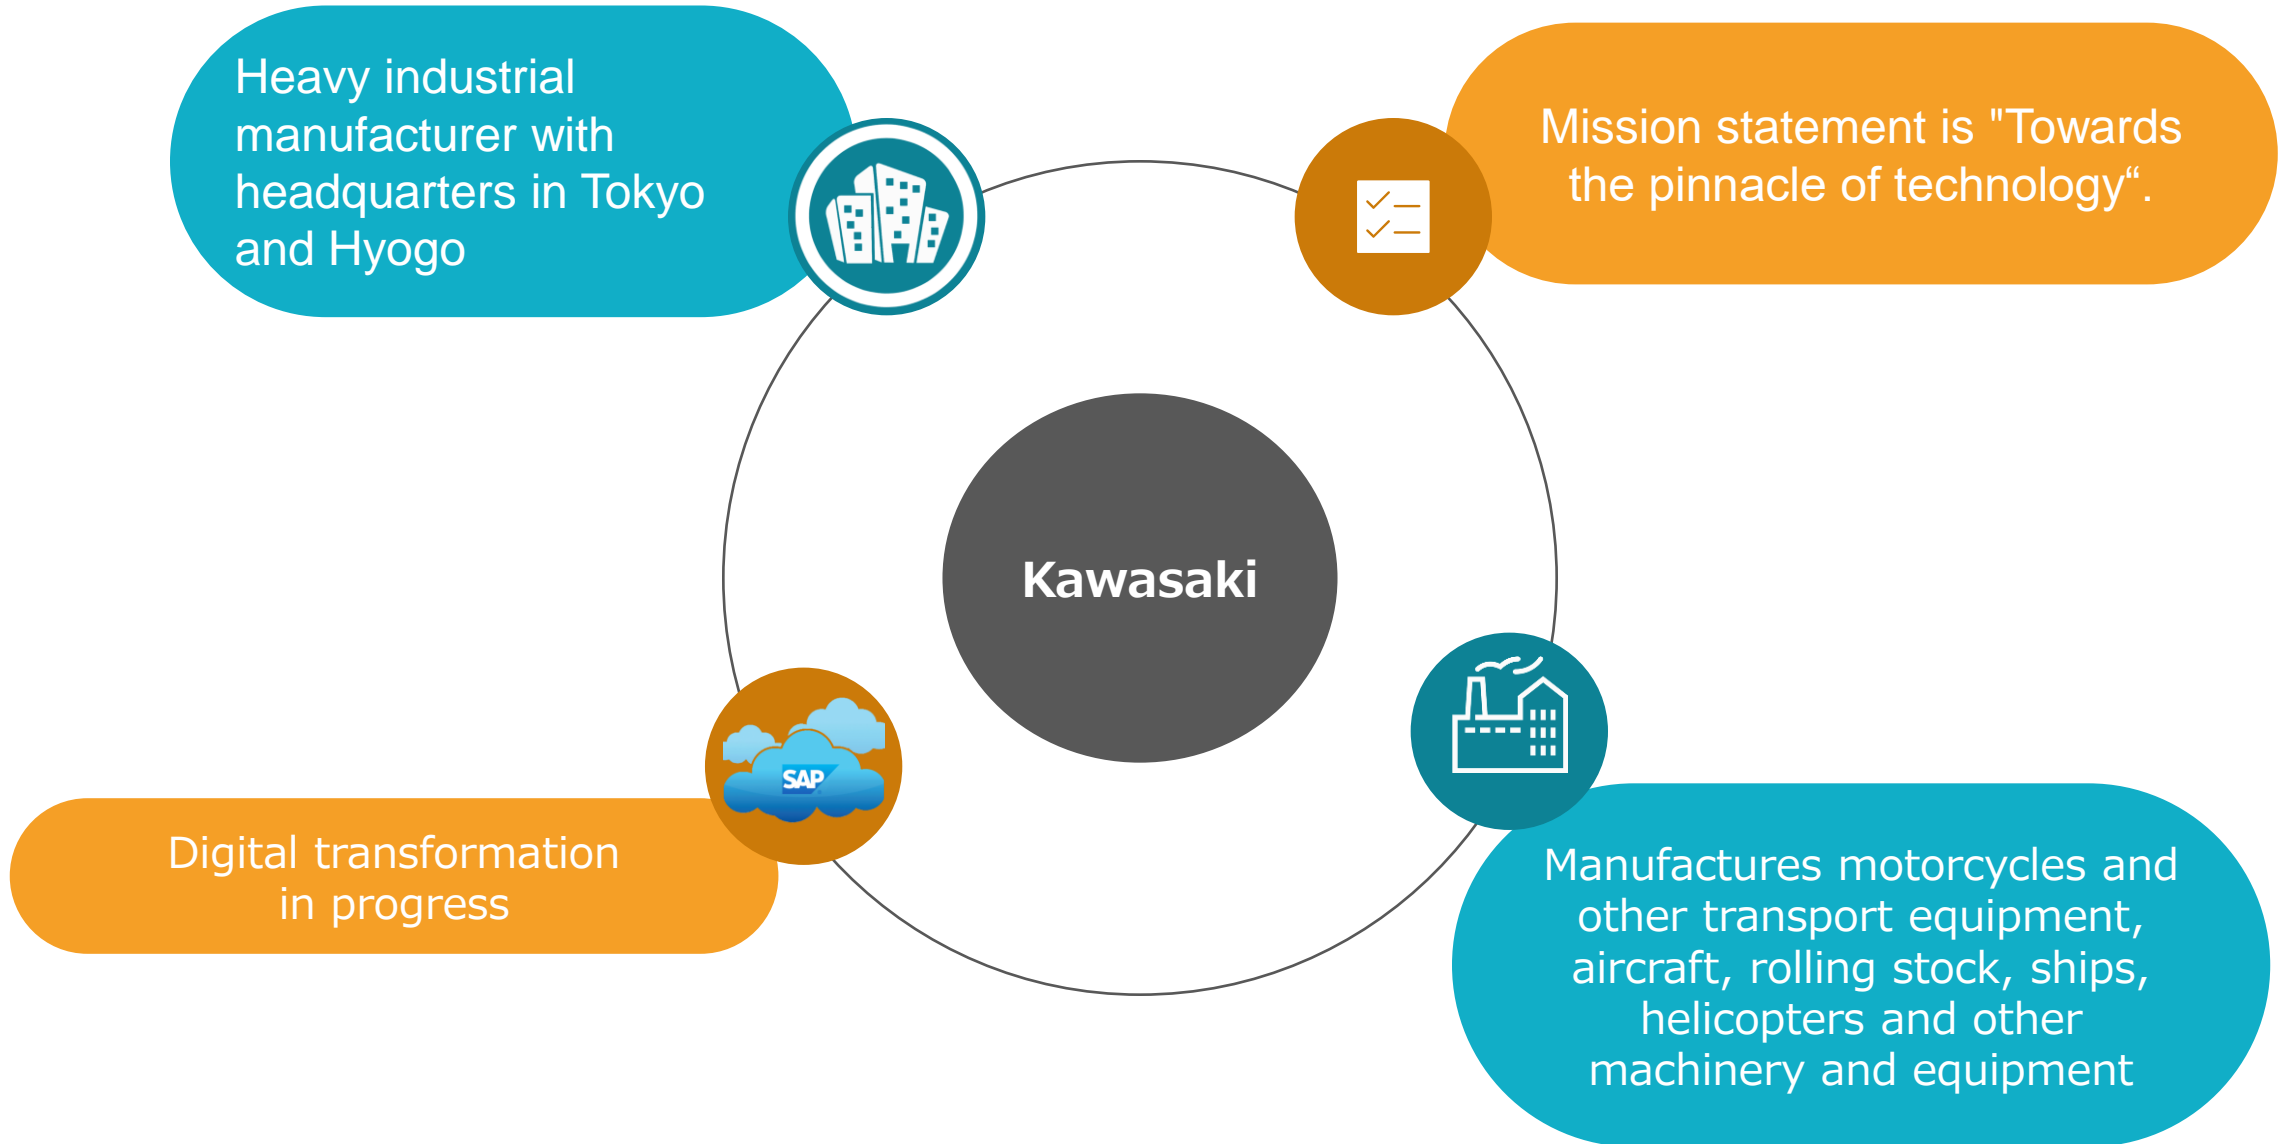 Heavy industrial
manufacturer with
headquarters in Tokyo
and Hyogo
Mission statement is "Towards
the pinnacle of technology“.
Kawasaki
SAP
Digital transformation
in progress
Manufactures motorcycles and
other transport equipment,
aircraft, rolling stock, ships,
helicopters and other
machinery and equipment